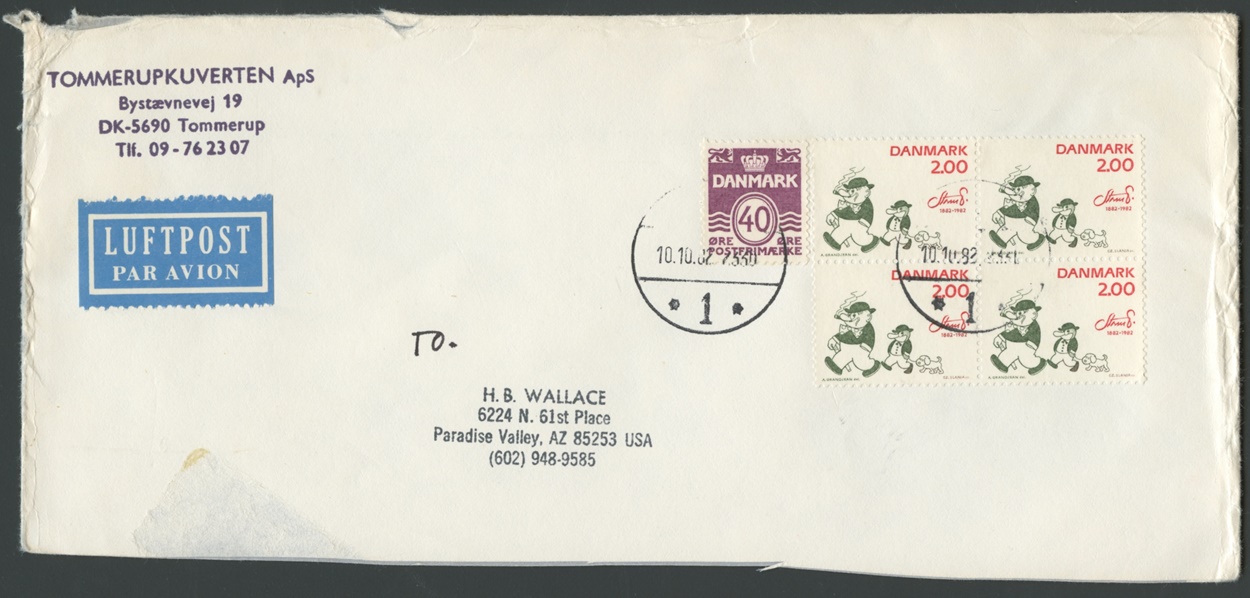 TOMMERUPKUVERTEN ApS
Bystævnevej 19
DK-5690 Tommerup
Tlf. 09-76 23 07
LUFTPOST
PAR AVION
DANMARK
40
ØRE ØRE
POSTFRIMÆRKE
10.10.82
* 1 *
DANMARK
2.00
1882-1982
DANMARK
2.00
1882-1982
10.10.82
* 1
DANMARK
2.00
1882-1982
DANMARK
2.00
1882-1982
TO.
H.B. WALLACE
6224 N. 61st Place
Paradise Valley, AZ 85253 USA
(602) 948-9585